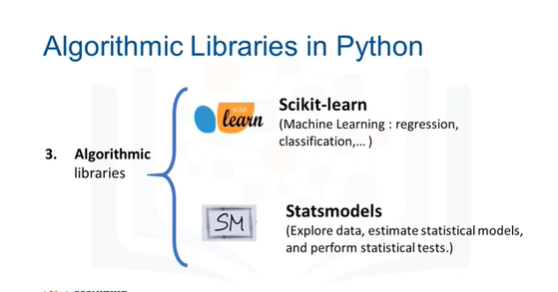 Algorithmic Libraries in Python
3. Algorithmic
libraries
scikit
learn
Scikit-learn
(Machine Learning : regression,
classification,... )
SM
Statsmodels
(Explore data, estimate statistical models,
and perform statistical tests.)